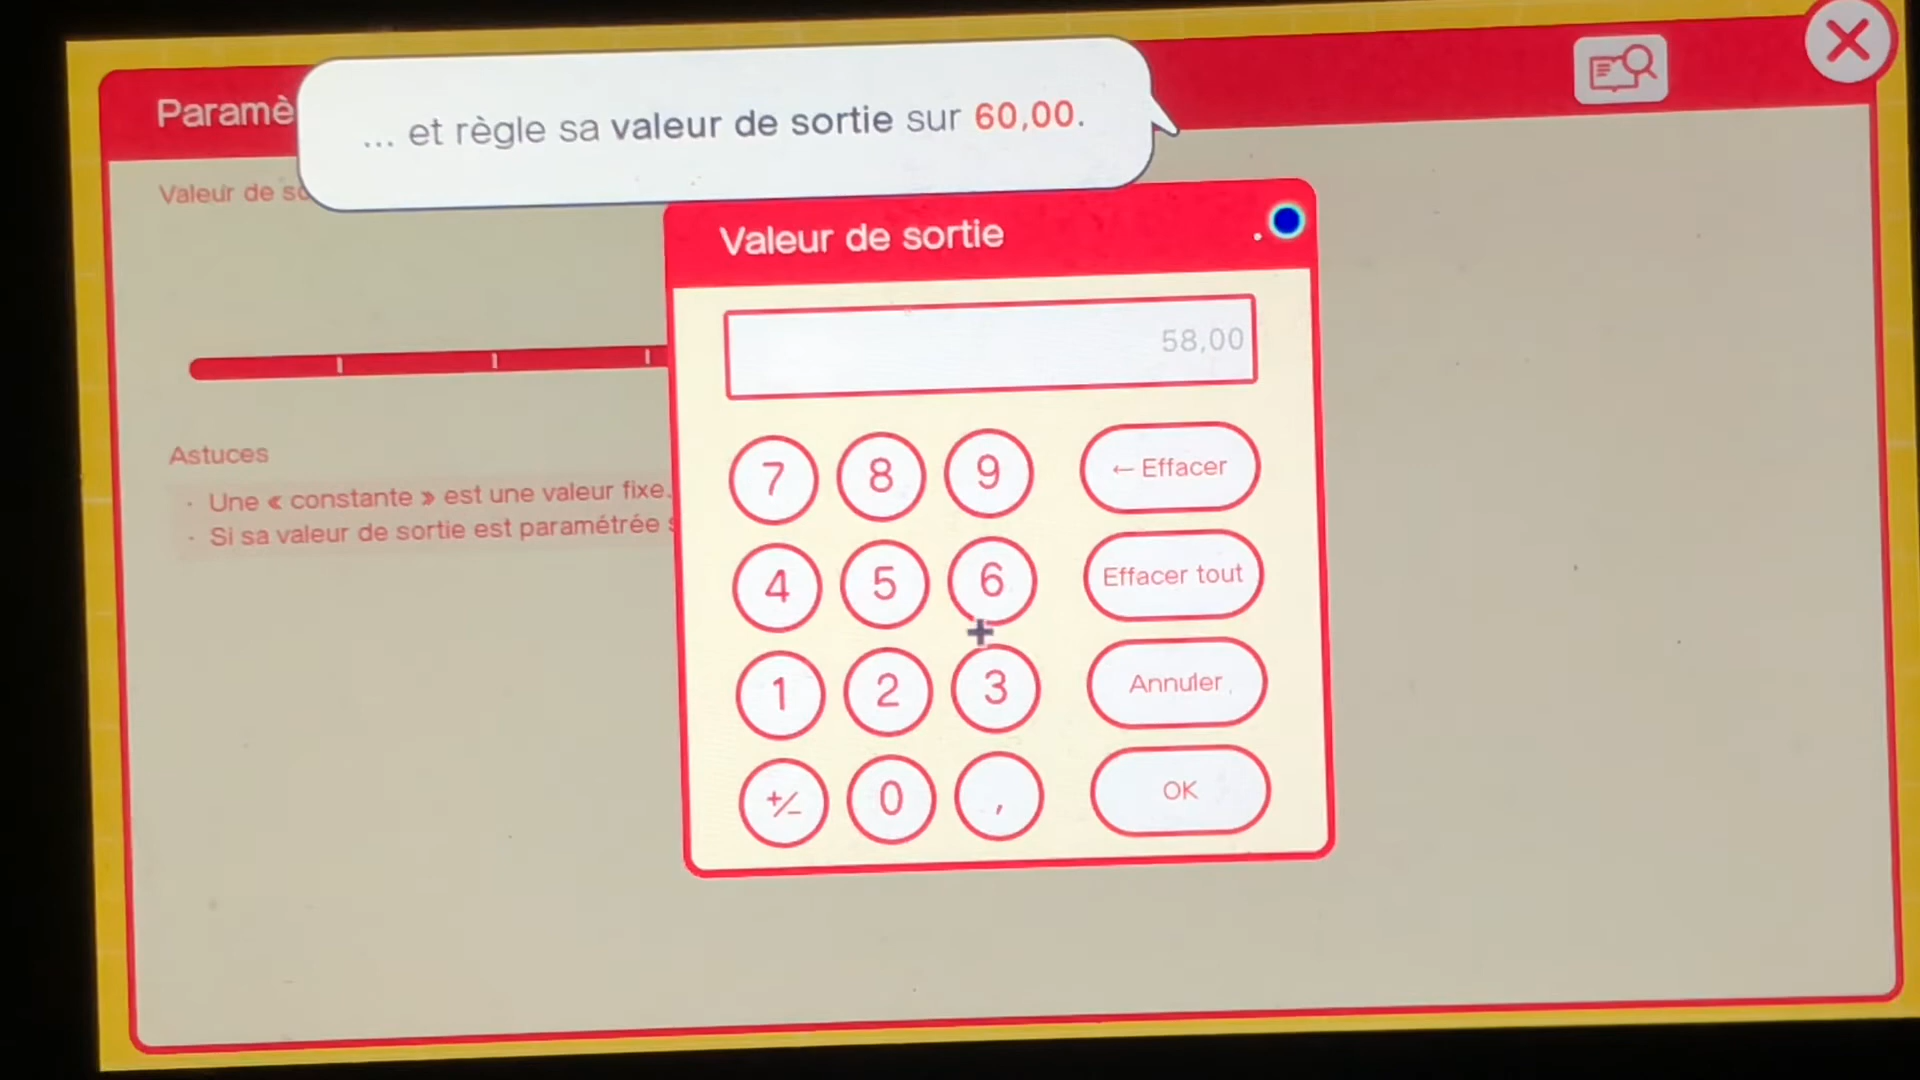 Paramè
... et règle sa valeur de sortie sur 60,00.
Valeur de so
Valeur de sortie
58,00
7 8 9 ← Effacer
4 5 6 Effacer tout
1 2 3 Annuler
+/- 0 , OK
Astuces
· Une « constante » est une valeur fixe.
· Si sa valeur de sortie est paramétrée s